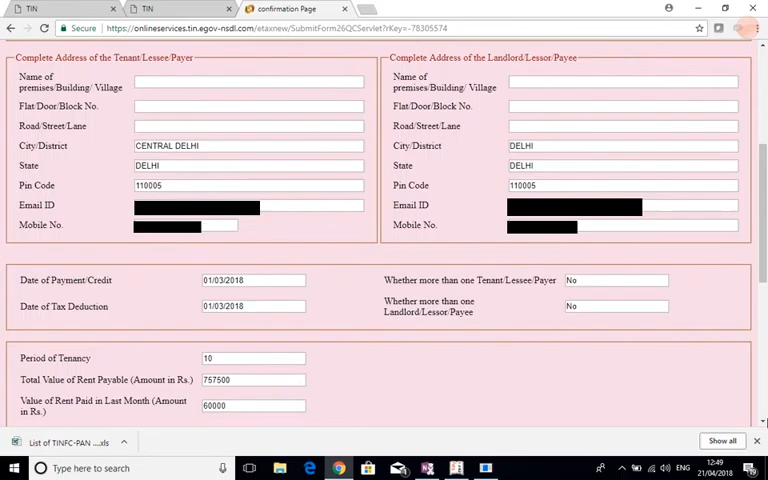 TIN
TIN
confirmation Page
Secure
https://onlineservices.tin.egov-nsdl.com/etaxnew/SubmitForm26QCServlet?rKey=-78305574
Complete Address of the Tenant/Lessee/Payer
Name of
premises/Building/ Village
Flat/Door/Block No.
Road/Street/Lane
City/District CENTRAL DELHI
State DELHI
Pin Code 110005
Email ID
Mobile No.
Complete Address of the Landlord/Lessor/Payee
Name of
premises/Building/ Village
Flat/Door/Block No.
Road/Street/Lane
City/District DELHI
State DELHI
Pin Code 110005
Email ID
Mobile No.
Date of Payment/Credit 01/03/2018
Whether more than one Tenant/Lessee/Payer No
Date of Tax Deduction 01/03/2018
Whether more than one
Landlord/Lessor/Payee No
Period of Tenancy 10
Total Value of Rent Payable (Amount in Rs.) 757500
Value of Rent Paid in Last Month (Amount
in Rs.) 60000
List of TINFC-PAN ....xls
Show all
Type here to search
ENG
12:49
21/04/2018